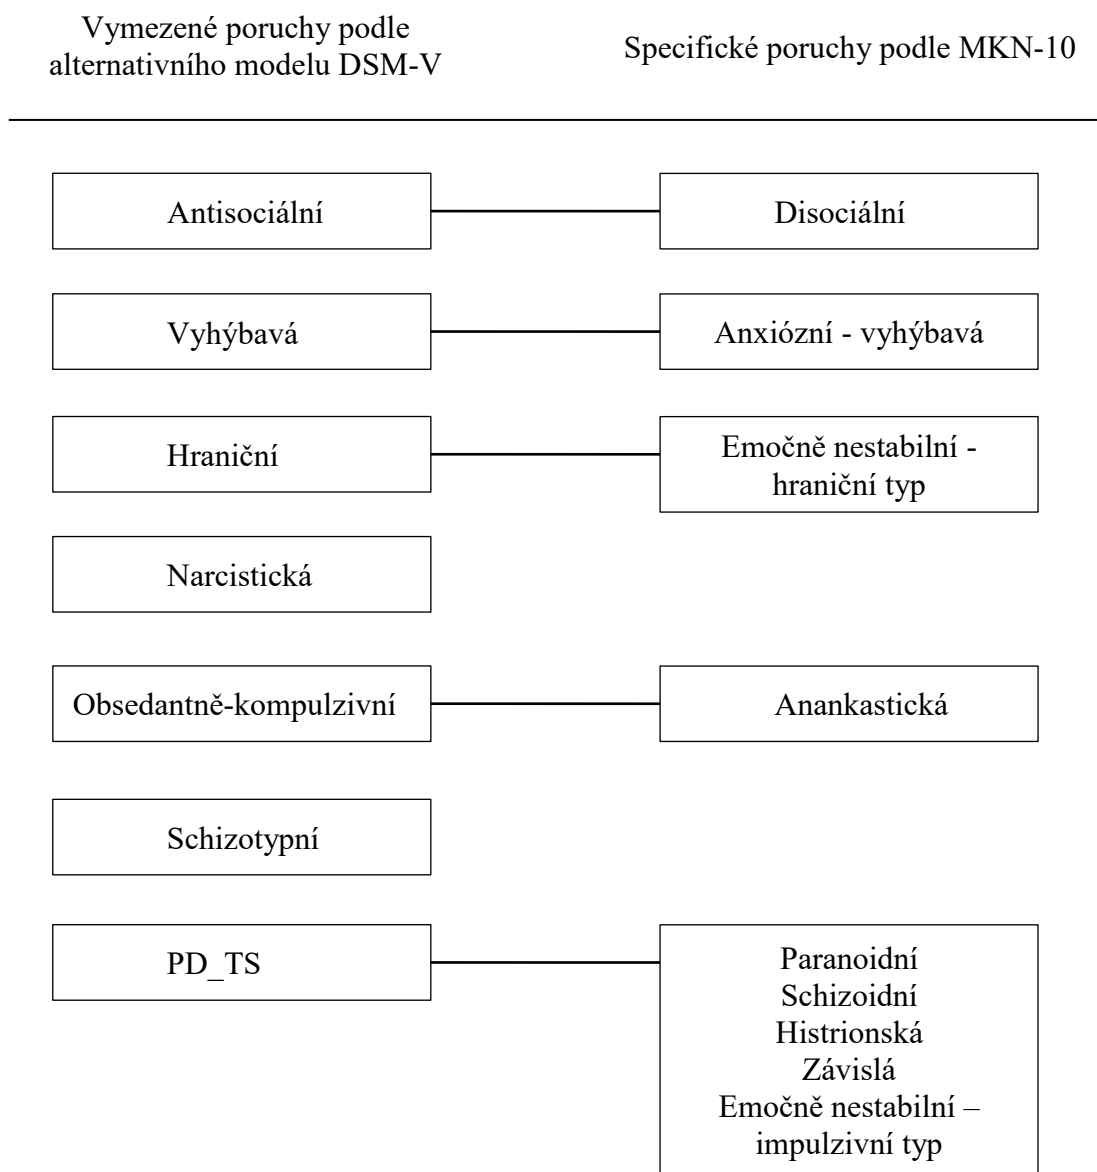 Vymezené poruchy podle
alternativního modelu DSM-V
Specifické poruchy podle MKN-10
Antisociální
Disociální
Vyhýbavá
Anxiózní - vyhýbavá
Hraniční
Emočně nestabilní -
hraniční typ
Narcistická
Obsedantně-kompulzivní
Anankastická
Schizotypní
PD_TS
Paranoidní
Schizoidní
Histrionská
Závislá
Emočně nestabilní –
impulzivní typ